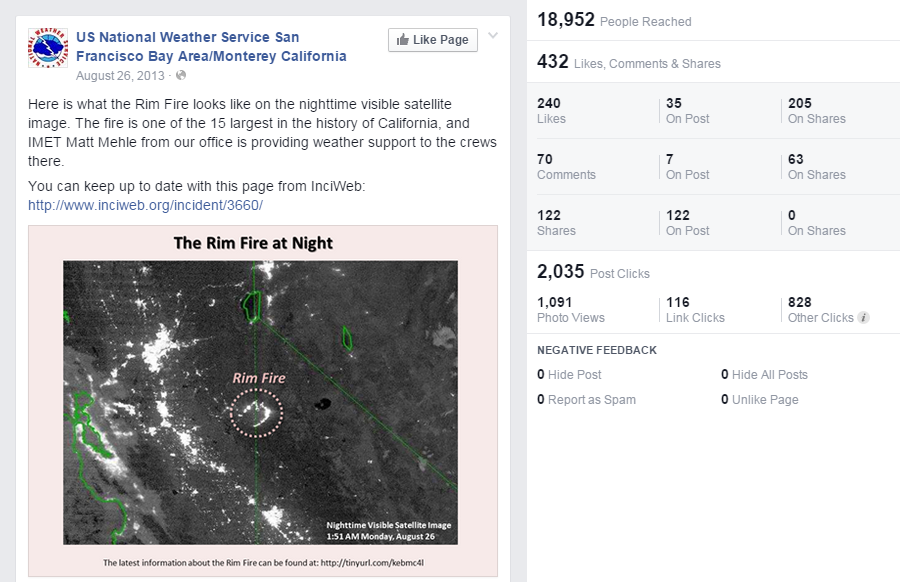 US National Weather Service San
Francisco Bay Area/Monterey California
August 26, 2013 ·
Like Page
Here is what the Rim Fire looks like on the nighttime visible satellite
image. The fire is one of the 15 largest in the history of California, and
IMET Matt Mehle from our office is providing weather support to the crews
there.
You can keep up to date with this page from InciWeb:
http://www.inciweb.org/incident/3660/
The Rim Fire at Night
Rim Fire
Nighttime Visible Satellite Image
1:51 AM Monday, August 26
The latest information about the Rim Fire can be found at: http://tinyurl.com/kebmc4l
18,952 People Reached
432 Likes, Comments & Shares
240 35 205
Likes On Post On Shares
70 7 63
Comments On Post On Shares
122 122 0
Shares On Post On Shares
2,035 Post Clicks
1,091 116 828
Photo Views Link Clicks Other Clicks i
NEGATIVE FEEDBACK
0 Hide Post 0 Hide All Posts
0 Report as Spam 0 Unlike Page